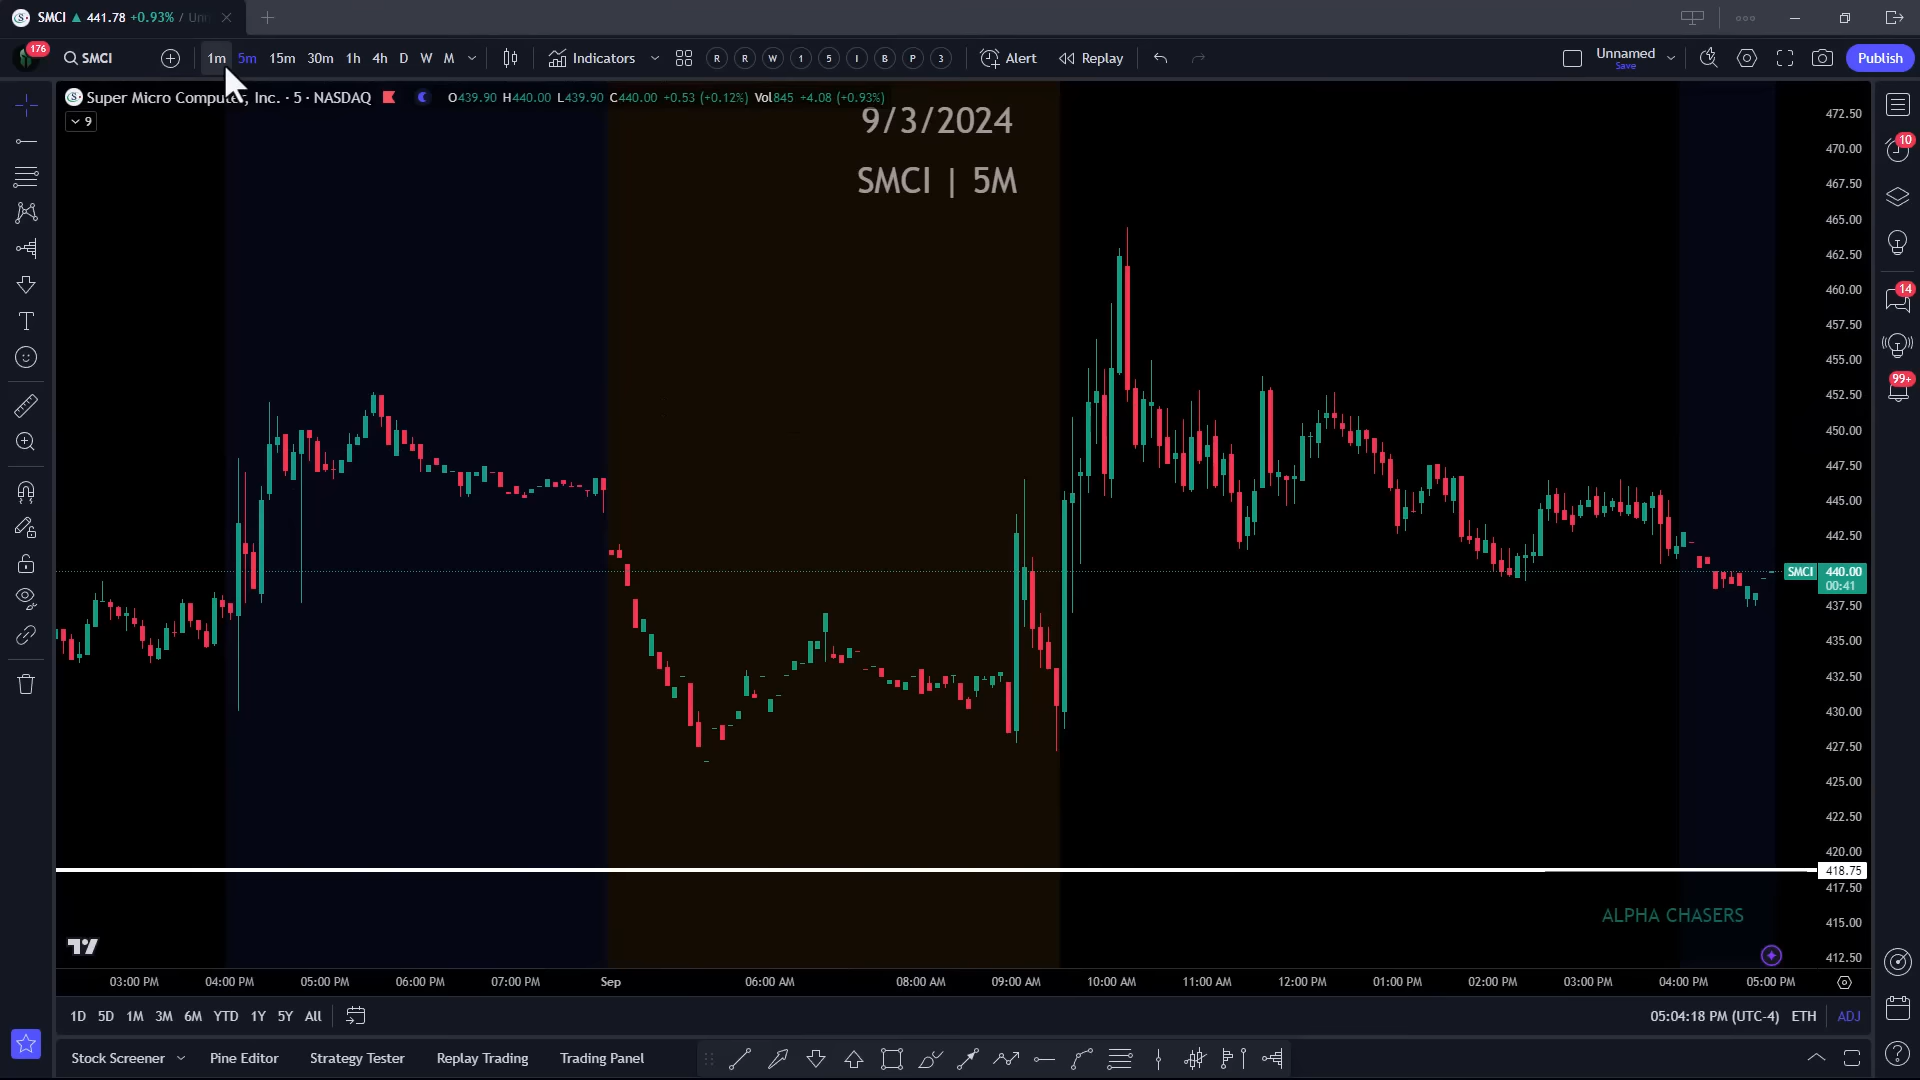 SMCI ▲ 441.78 +0.93% / Un
176
SMCI
1m 5m 15m 30m 1h 4h D W M
Indicators
R R W 1 5 I B P 3
Alert
Replay
Unnamed
Save
Publish
Super Micro Computer, Inc. · 5 · NASDAQ
O439.90 H440.00 L439.90 C440.00 +0.53 (+0.12%) Vol845 +4.08 (+0.93%)
9
9/3/2024
SMCI | 5M
472.50
470.00
467.50
465.00
462.50
460.00
457.50
455.00
452.50
450.00
447.50
445.00
442.50
SMCI 440.00
00:41
437.50
435.00
432.50
430.00
427.50
425.00
422.50
420.00
418.75
417.50
415.00
412.50
10
14
99+
ALPHA CHASERS
03:00 PM 04:00 PM 05:00 PM 06:00 PM 07:00 PM Sep 06:00 AM 08:00 AM 09:00 AM 10:00 AM 11:00 AM 12:00 PM 01:00 PM 02:00 PM 03:00 PM 04:00 PM 05:00 PM
1D 5D 1M 3M 6M YTD 1Y 5Y All
05:04:18 PM (UTC-4) ETH ADJ
Stock Screener Pine Editor Strategy Tester Replay Trading Trading Panel